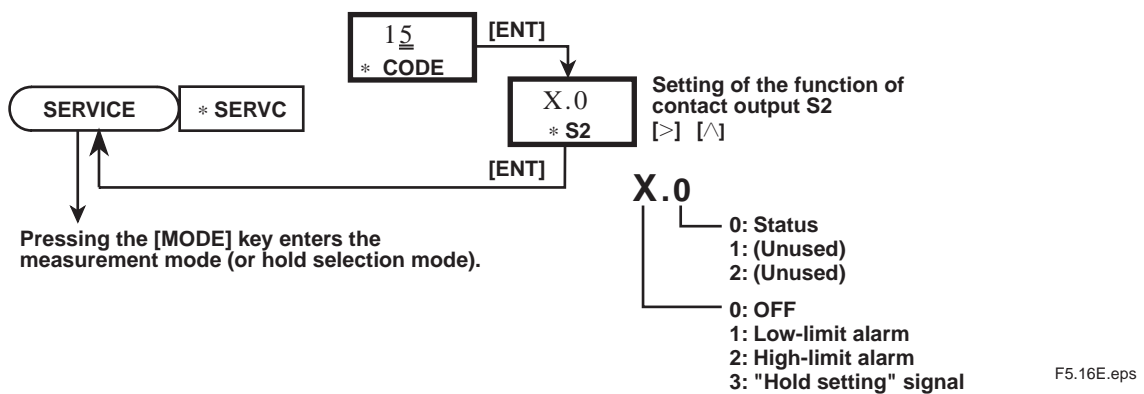 15
* CODE
[ENT]
SERVICE
* SERVC
X.0
* S2
Setting of the function of
contact output S2
[>] [∧]
[ENT]
Pressing the [MODE] key enters the
measurement mode (or hold selection mode).
X.0
0: Status
1: (Unused)
2: (Unused)
0: OFF
1: Low-limit alarm
2: High-limit alarm
3: "Hold setting" signal
F5.16E.eps